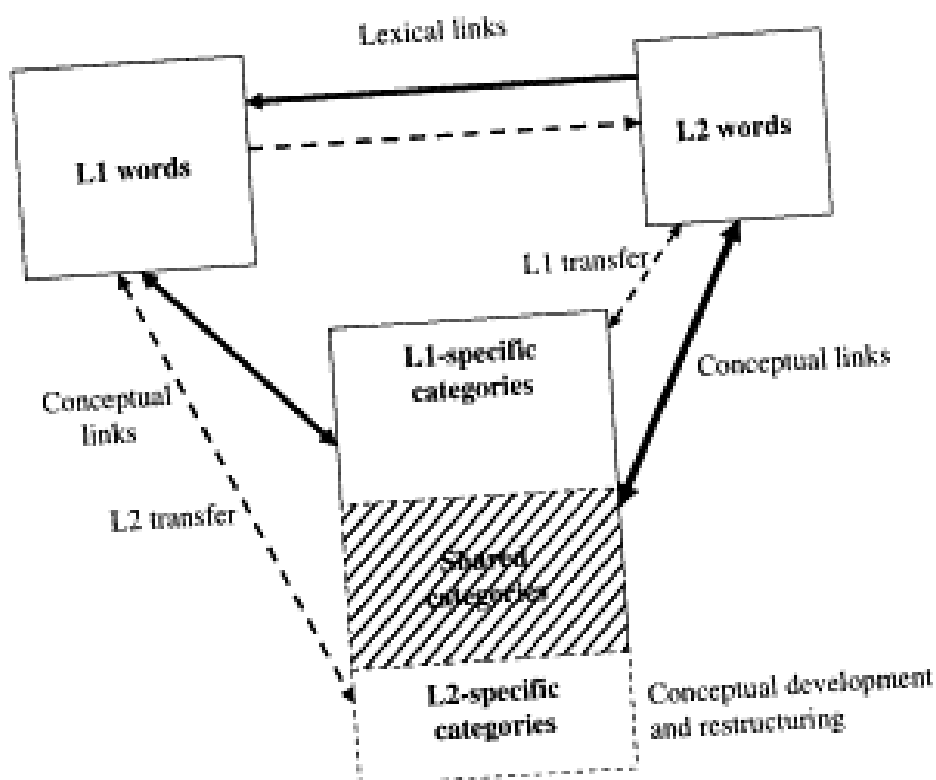 Lexical links
L1 words
L2 words
L1 transfer
L1-specific
categories
Conceptual links
Conceptual
links
L2 transfer
Shared
categories
L2-specific
categories
Conceptual development
and restructuring